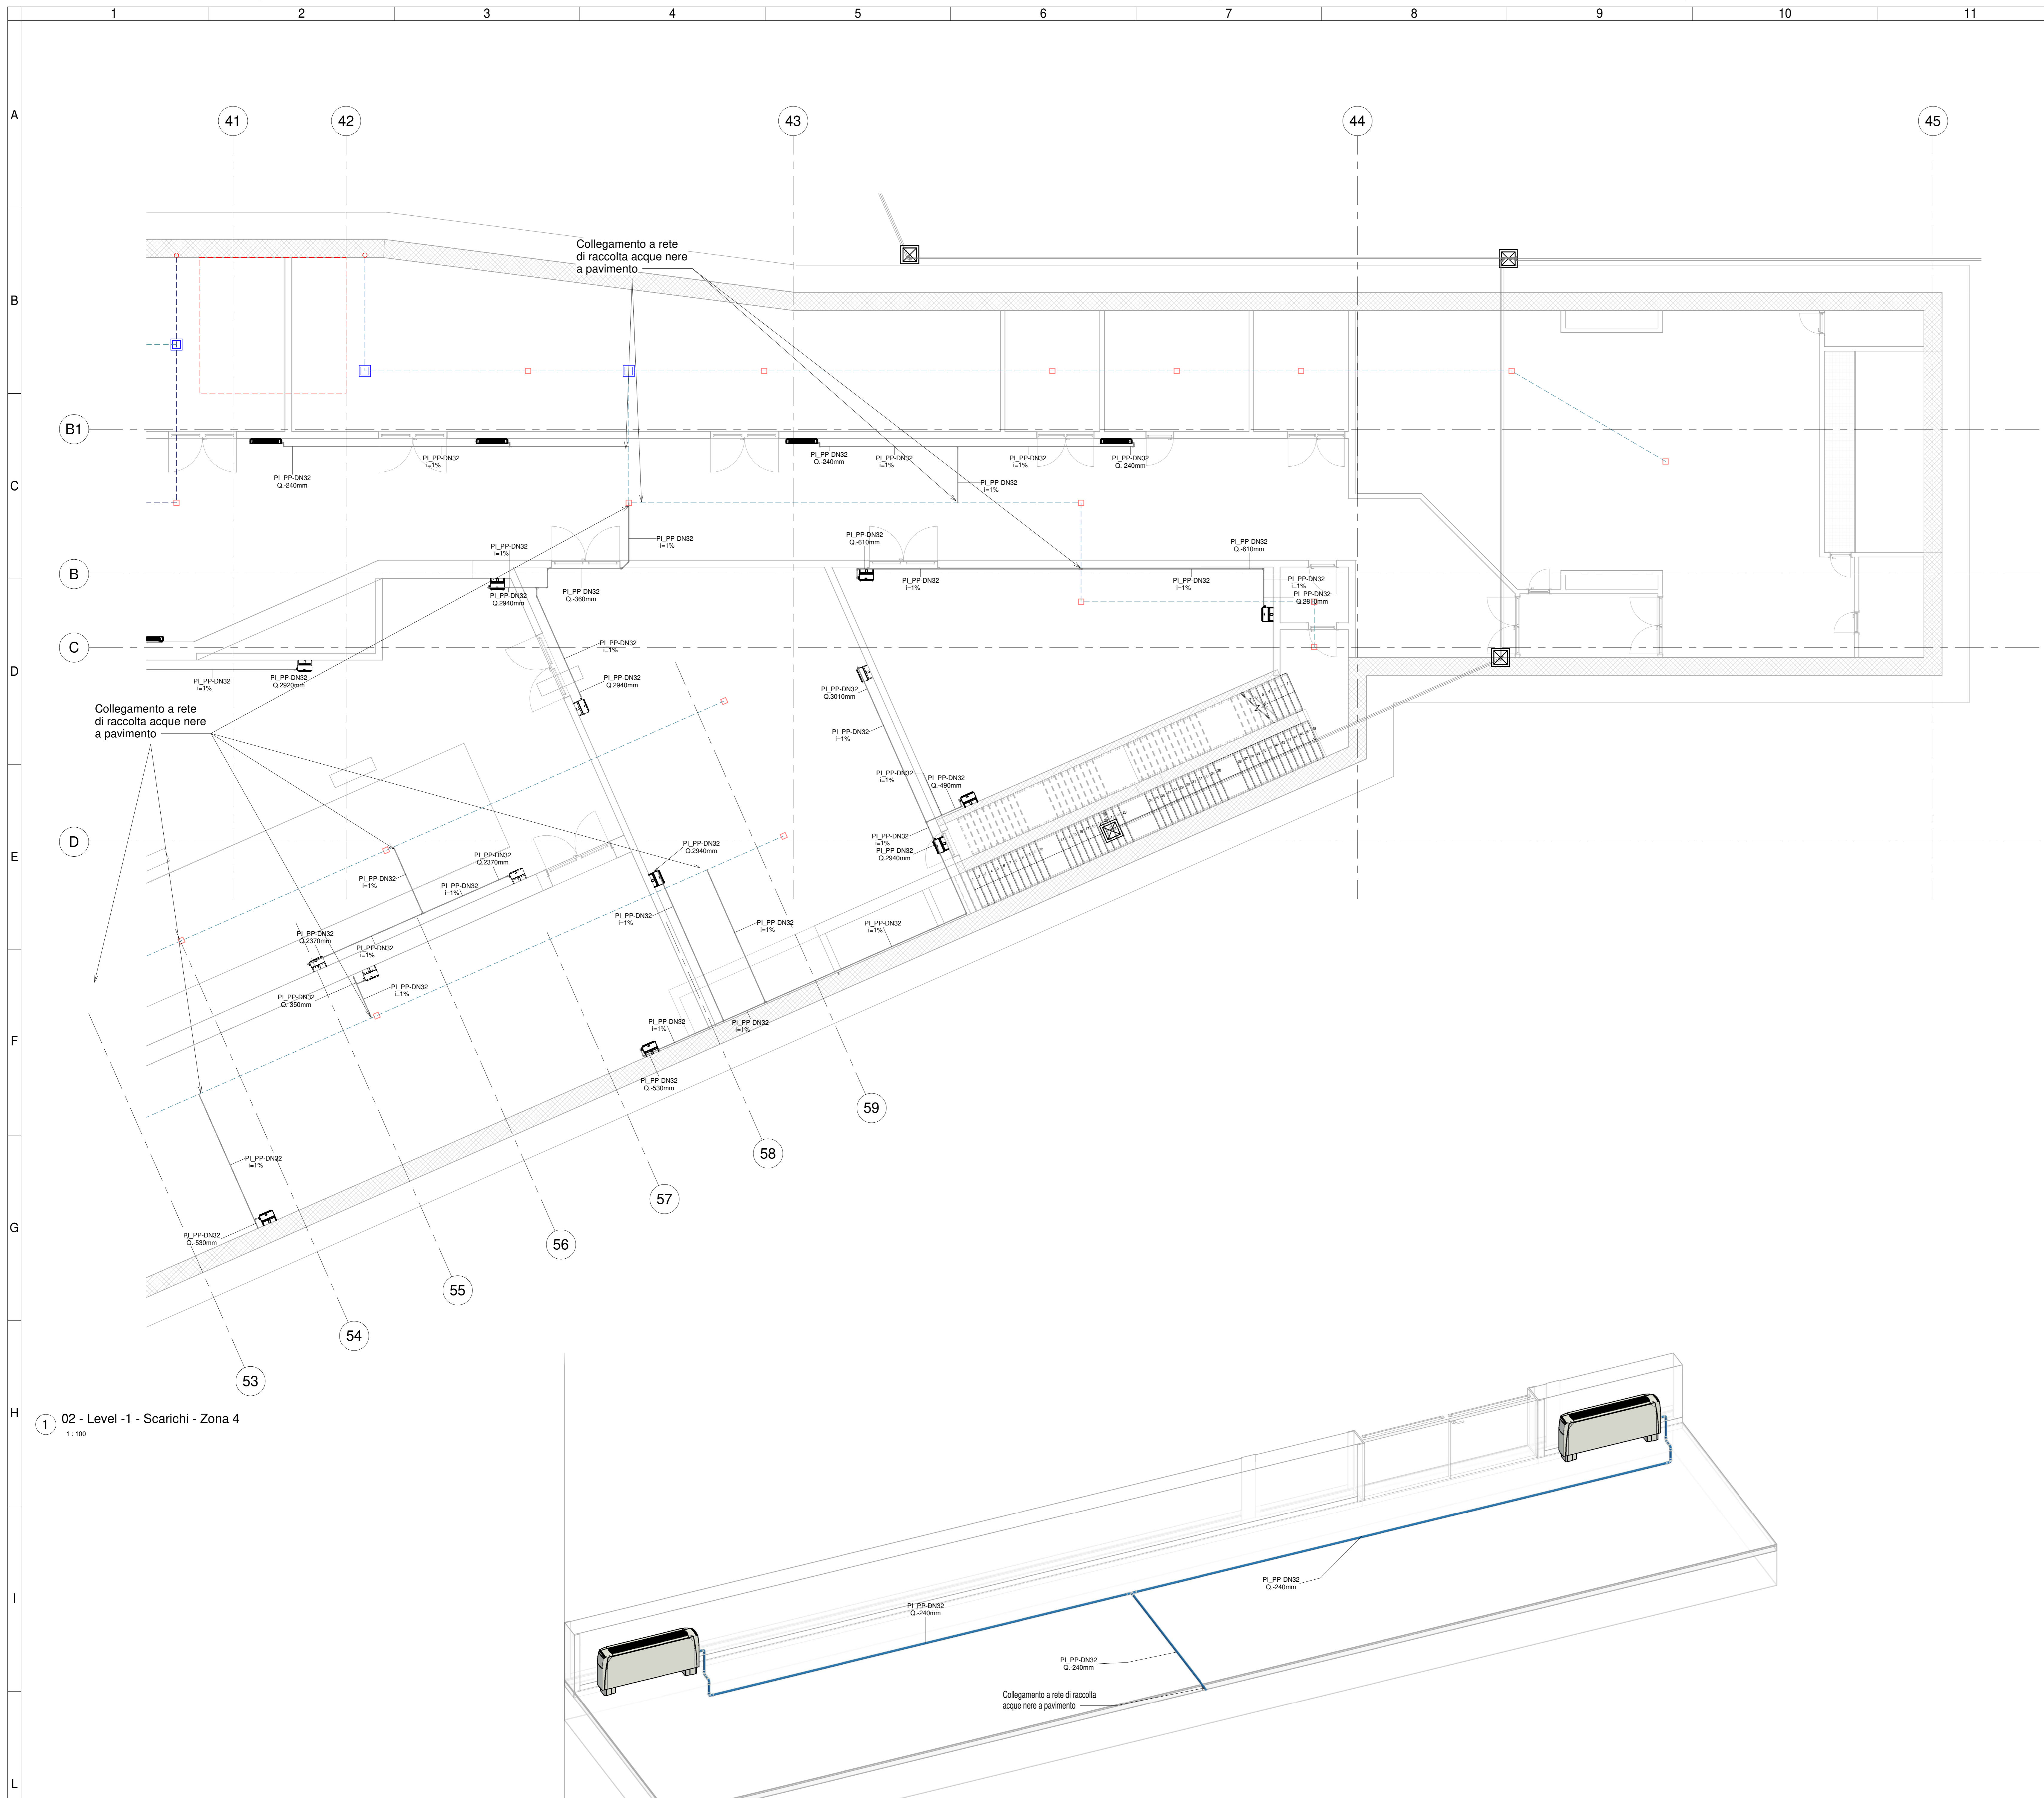 1 2 3 4 5 6 7 8 9 10 11
A
B
C
D
E
F
G
H
I
L
41 42 43 44 45
Collegamento a rete
di raccolta acque nere
a pavimento
B1
PI_PP-DN32
Q.-240mm
PI_PP-DN32
i=1%
PI_PP-DN32
Q.-240mm
PI_PP-DN32
i=1%
PI_PP-DN32
i=1%
PI_PP-DN32
Q.-240mm
PI_PP-DN32
i=1%
PI_PP-DN32
i=1%
PI_PP-DN32
i=1%
PI_PP-DN32
Q.-610mm
PI_PP-DN32
Q.-610mm
B
PI_PP-DN32
Q.2940mm
PI_PP-DN32
Q.-360mm
PI_PP-DN32
i=1%
PI_PP-DN32
i=1%
PI_PP-DN32
i=1%
PI_PP-DN32
Q.2810mm
C
PI_PP-DN32
i=1%
PI_PP-DN32
i=1%
PI_PP-DN32
Q.2920mm
PI_PP-DN32
Q.2940mm
PI_PP-DN32
Q.3010mm
Collegamento a rete
di raccolta acque nere
a pavimento
PI_PP-DN32
i=1%
PI_PP-DN32
i=1%
PI_PP-DN32
Q.-490mm
D
PI_PP-DN32
i=1%
PI_PP-DN32
Q.2940mm
PI_PP-DN32
Q.2370mm
PI_PP-DN32
Q.2940mm
PI_PP-DN32
i=1%
PI_PP-DN32
i=1%
PI_PP-DN32
i=1%
PI_PP-DN32
i=1%
PI_PP-DN32
i=1%
PI_PP-DN32
Q.2370mm
PI_PP-DN32
i=1%
PI_PP-DN32
Q.-350mm
PI_PP-DN32
i=1%
PI_PP-DN32
i=1%
PI_PP-DN32
i=1%
PI_PP-DN32
Q.-530mm
59
58
PI_PP-DN32
i=1%
57
PI_PP-DN32
Q.-530mm
56
55
54
53
1
02 - Level -1 - Scarichi - Zona 4
1 : 100
PI_PP-DN32
Q.-240mm
PI_PP-DN32
Q.-240mm
PI_PP-DN32
Q.-240mm
Collegamento a rete di raccolta
acque nere a pavimento